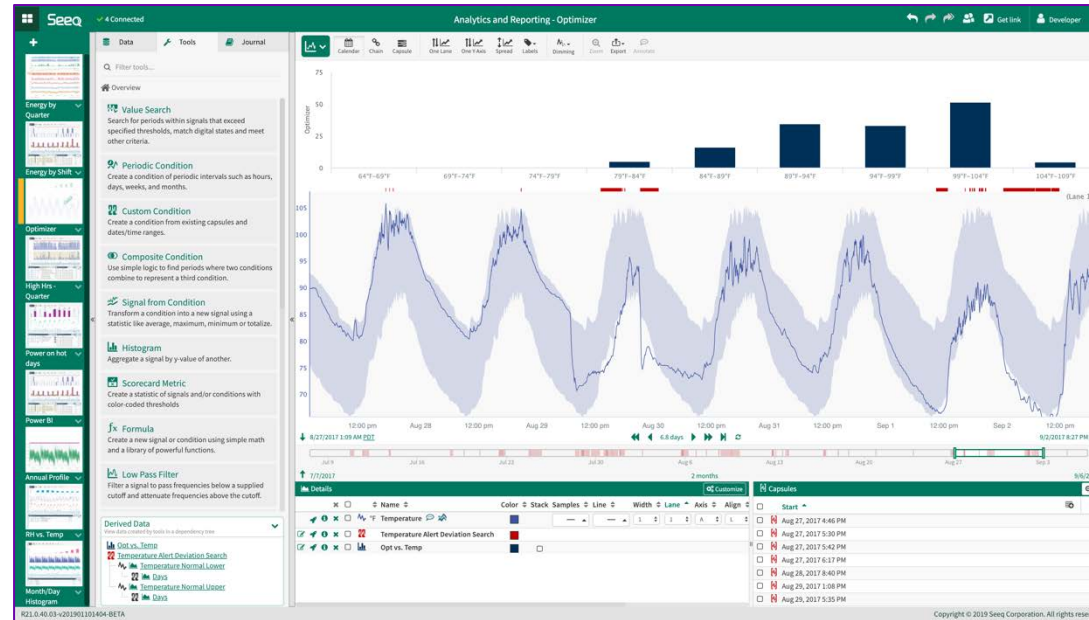 Seeq
4 Connected
Analytics and Reporting - Optimizer
Get link
Developer
Data
Tools
Journal
Filter tools...
Overview
Value Search
Search for periods within signals that exceed
specified thresholds, match digital states and meet
other criteria.
Periodic Condition
Create a condition of periodic intervals such as hours,
days, weeks, and months.
Custom Condition
Create a condition from existing capsules and
dates/time ranges.
Composite Condition
Use simple logic to find periods where two conditions
combine to represent a third condition.
Signal from Condition
Transform a condition into a new signal using a
statistic like average, maximum, minimum or totalize.
Histogram
Aggregate a signal by y-value of another.
Scorecard Metric
Create a statistic of signals and/or conditions with
color-coded thresholds
Formula
Create a new signal or condition using simple math
and a library of powerful functions.
Low Pass Filter
Filter a signal to pass frequencies below a supplied
cutoff and attenuate frequencies above the cutoff.
Derived Data
View data created by tools in a dependency tree
Opt vs. Temp
Temperature Alert Deviation Search
Temperature Normal Lower
Days
Temperature Normal Upper
Days
Energy by
Quarter
Energy by Shift
Optimizer
High Hrs -
Quarter
Power on hot
days
Power BI
Annual Profile
RH vs. Temp
Month/Day
Histogram
Calendar Chain Capsule One Lane One Y Axis Spread Labels Dimming Zoom Export Annotate
75
50
25
0
Optimizer
64°F-69°F 69°F-74°F 74°F-79°F 79°F-84°F 84°F-89°F 89°F-94°F 94°F-99°F 99°F-104°F 104°F-109°F
(Lane 1
105
100
95
90
85
80
75
70
12:00 pm Aug 28 12:00 pm Aug 29 12:00 pm Aug 30 12:00 pm Aug 31 12:00 pm Sep 1 12:00 pm Sep 2 12:00 pm
8/27/2017 1:09 AM PDT
6.8 days
9/2/2017 8:27 PM
Jul 9 Jul 16 Jul 23 Jul 30 Aug 6 Aug 13 Aug 20 Aug 27 Sep 3
7/7/2017
2 months
9/6/2
Details
Customize
Name Color Stack Samples Line Width Lane Axis Align
°F Temperature 1 1 A L
Temperature Alert Deviation Search
Opt vs. Temp
Capsules
Start
Aug 27, 2017 4:46 PM
Aug 27, 2017 5:30 PM
Aug 27, 2017 5:42 PM
Aug 27, 2017 6:17 PM
Aug 28, 2017 8:40 PM
Aug 29, 2017 1:08 PM
Aug 29, 2017 5:35 PM
R21.0.40.03-v201901101404-BETA
Copyright © 2019 Seeq Corporation. All rights rese